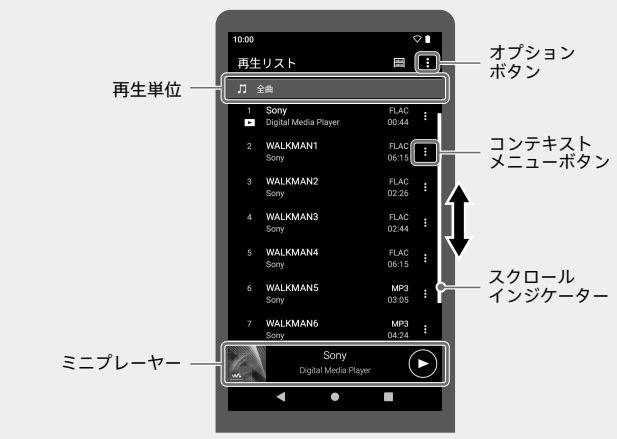 10:00
再生リスト
オプション
ボタン
再生単位
全曲
1 Sony FLAC
Digital Media Player 00:44
2 WALKMAN1 FLAC
Sony 06:15
コンテキスト
メニューボタン
3 WALKMAN2 FLAC
Sony 02:26
4 WALKMAN3 FLAC
Sony 02:44
5 WALKMAN4 FLAC
Sony 06:15
スクロール
インジケーター
6 WALKMAN5 MP3
Sony 03:05
7 WALKMAN6 MP3
Sony 04:24
ミニプレーヤー
Sony
Digital Media Player